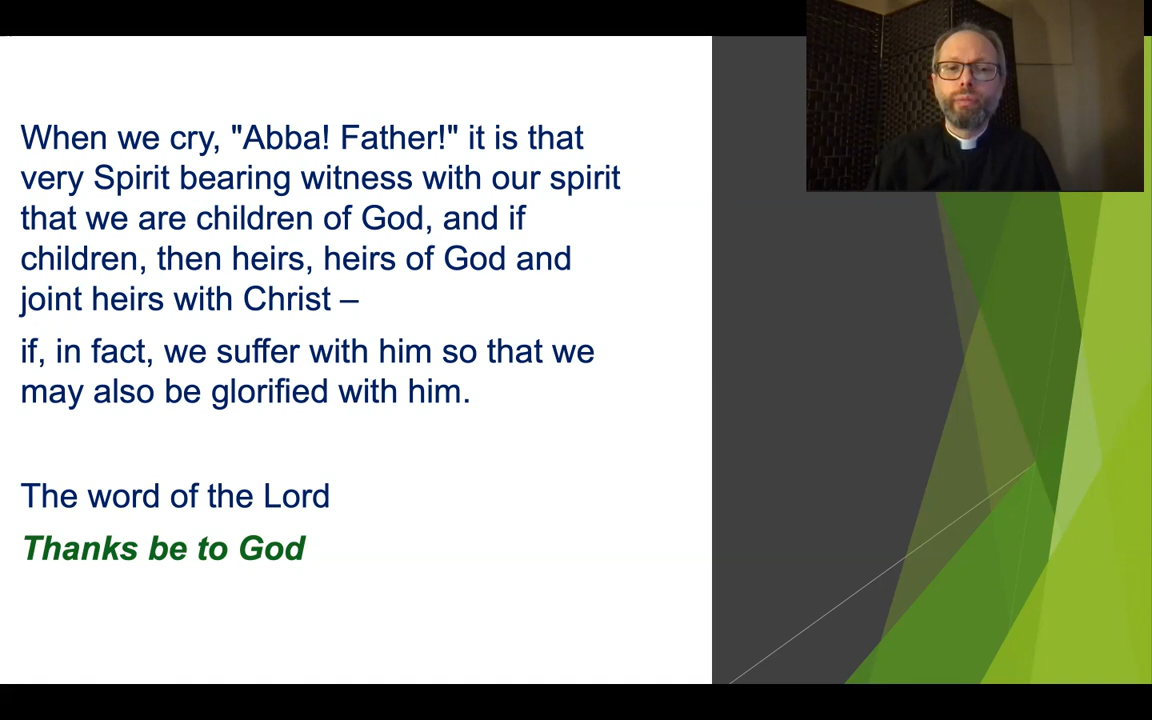 When we cry, "Abba! Father!" it is that
very Spirit bearing witness with our spirit
that we are children of God, and if
children, then heirs, heirs of God and
joint heirs with Christ –
if, in fact, we suffer with him so that we
may also be glorified with him.
The word of the Lord
Thanks be to God